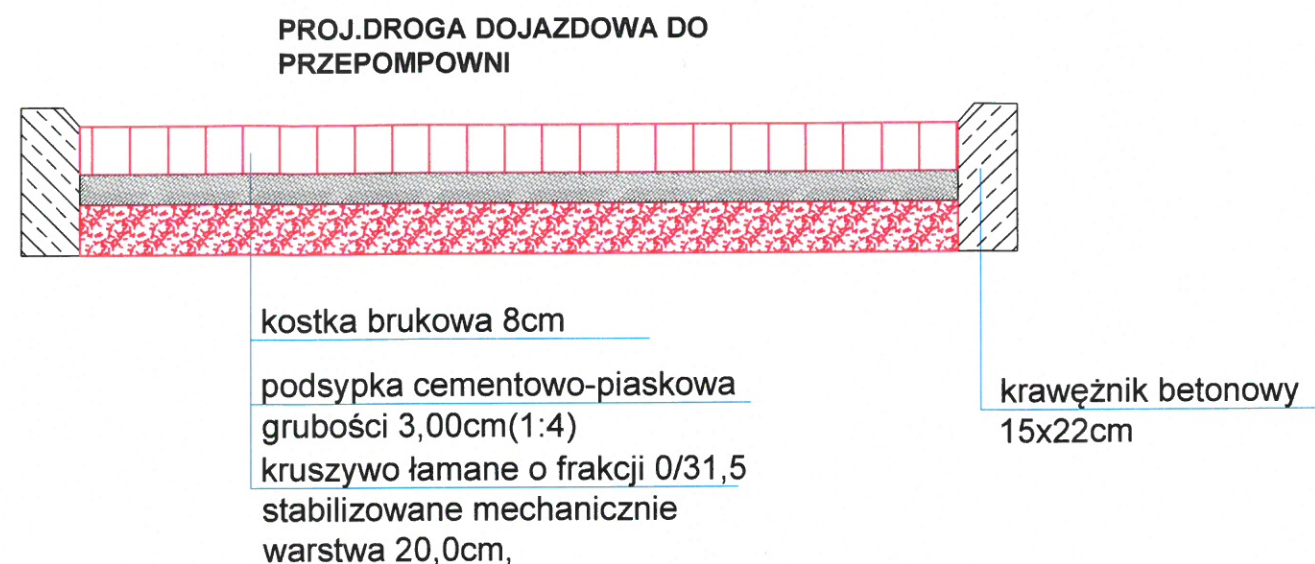 PROJ.DROGA DOJAZDOWA DO
PRZEPOMPOWNI
kostka brukowa 8cm
podsypka cementowo-piaskowa
grubości 3,00cm(1:4)
kruszywo łamane o frakcji 0/31,5
stabilizowane mechanicznie
warstwa 20,0cm,
krawężnik betonowy
15x22cm